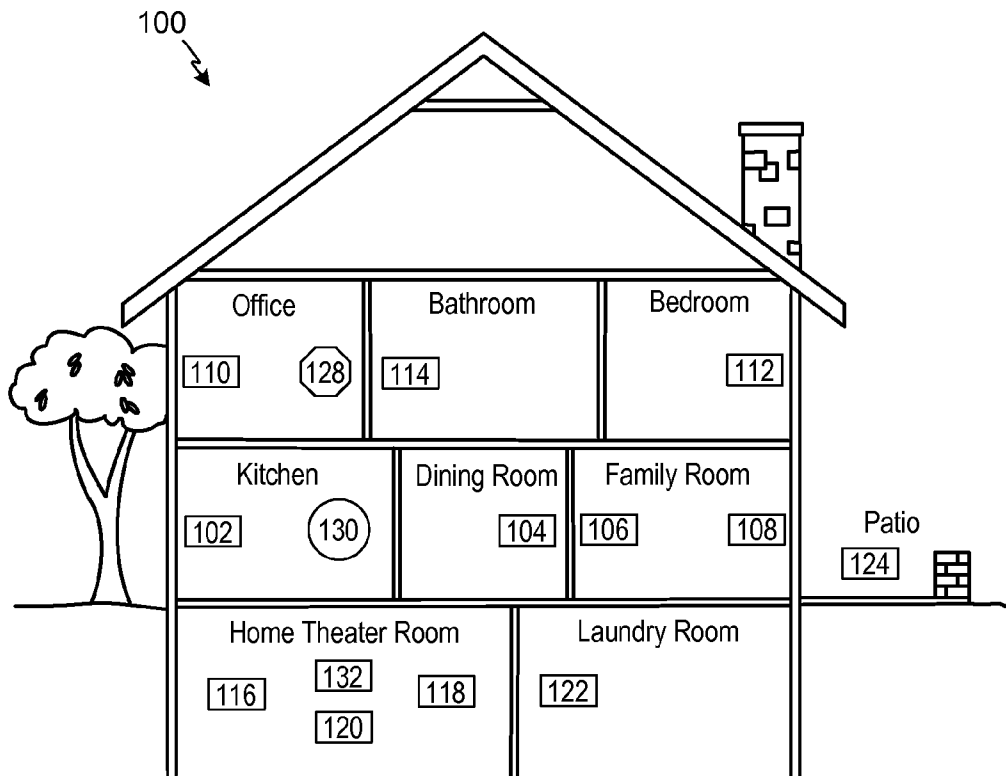 100
Office
Bathroom
Bedroom
110
128
114
112
Kitchen
Dining Room
Family Room
102
130
104
106
108
Patio
124
Home Theater Room
Laundry Room
116
132
118
122
120